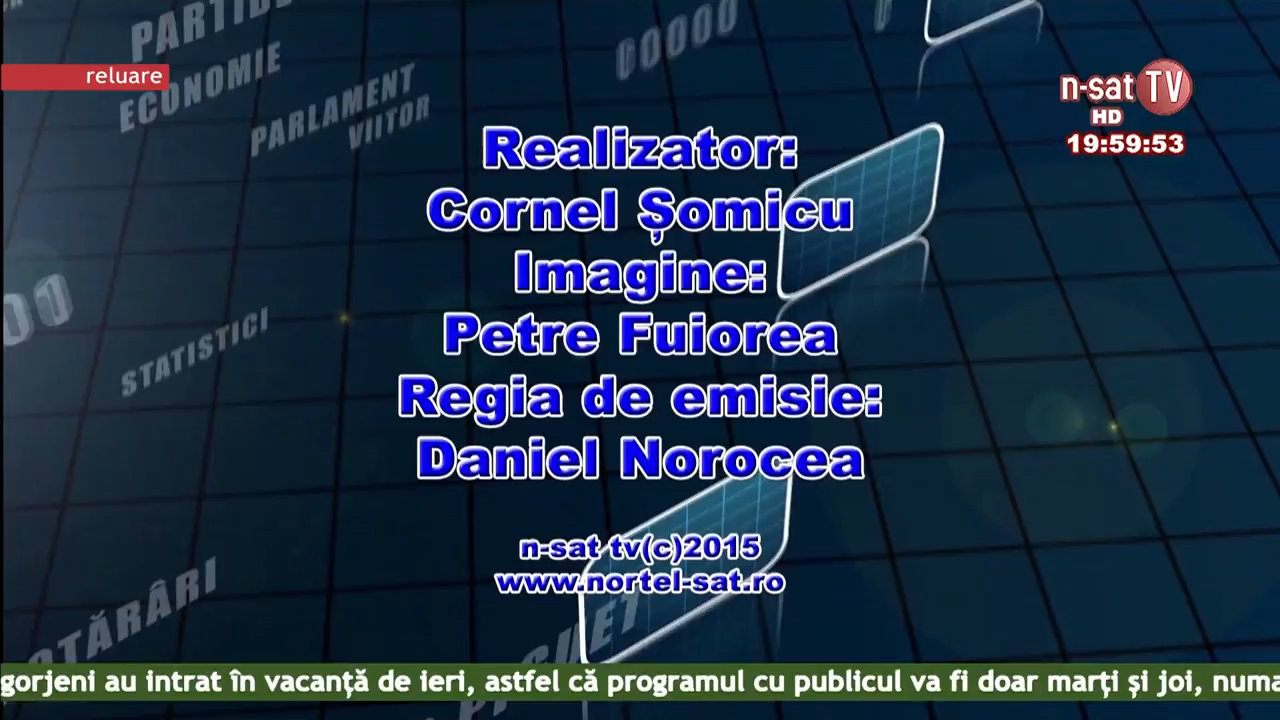 PARTID
ECONOMIE
PARLAMENT
VIITOR
00000
reluare
n-sat TV
HD
19:59:53
Realizator:
Cornel Șomicu
Imagine:
Petre Fuiorea
Regia de emisie:
Daniel Norocea
STATISTICI
n-sat tv(c)2015
www.nortel-sat.ro
gorjeni au intrat în vacanță de ieri, astfel că programul cu publicul va fi doar marți și joi, numa